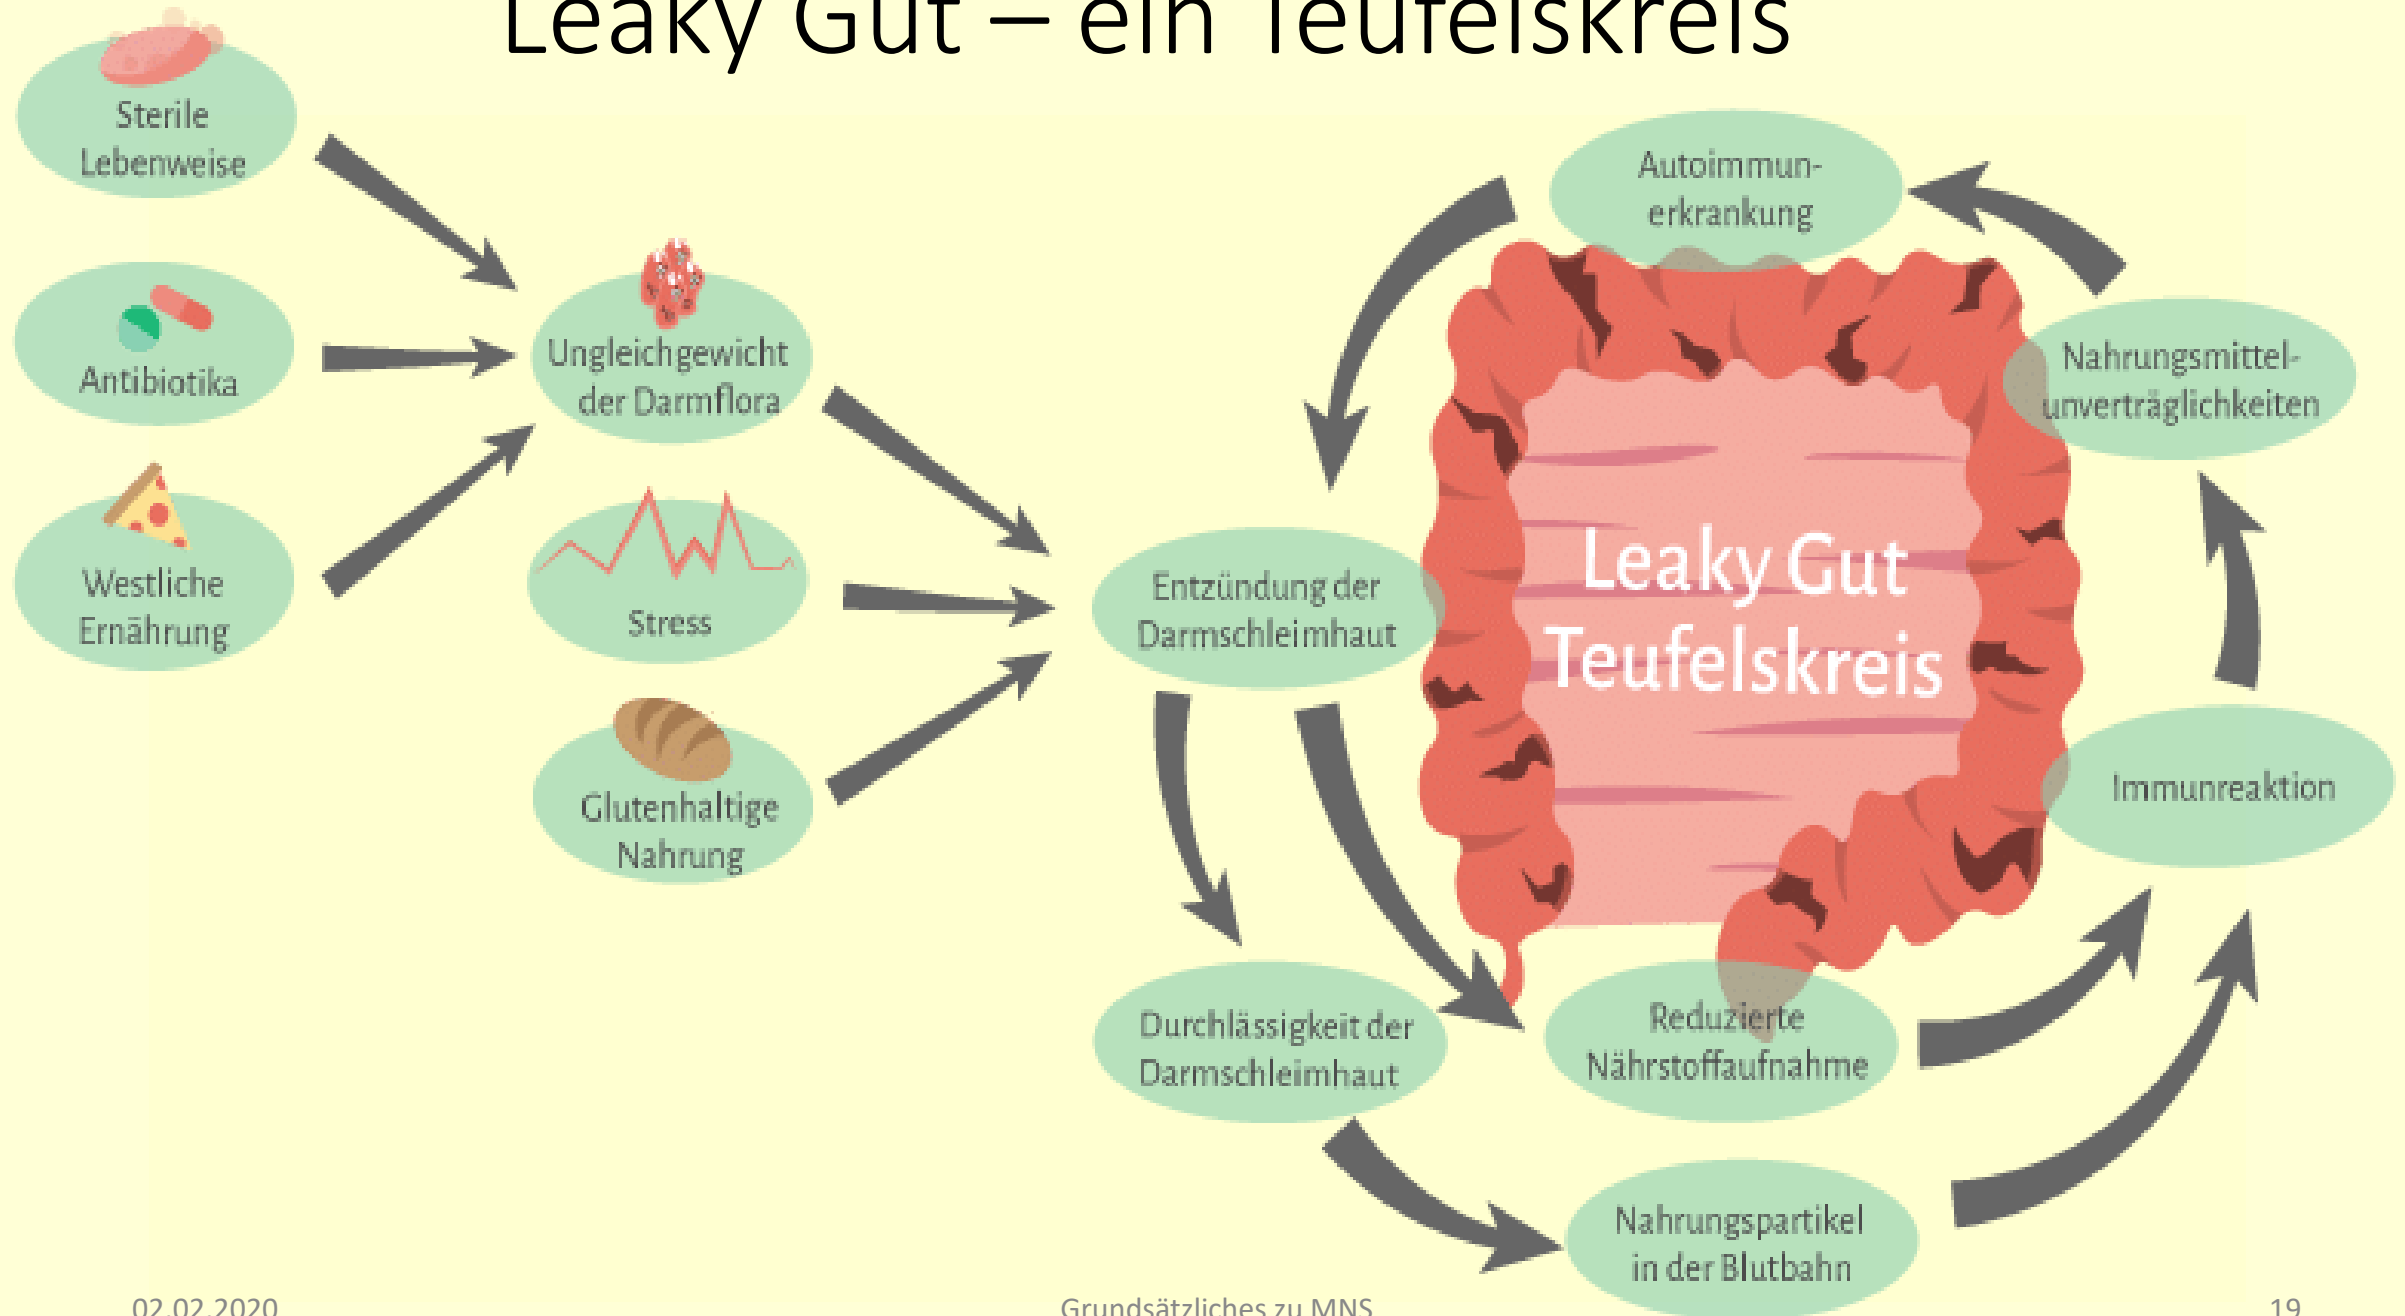 Leaky Gut – ein Teufelskreis
Sterile
Lebenweise
Antibiotika
Westliche
Ernährung
Ungleichgewicht
der Darmflora
Stress
Glutenhaltige
Nahrung
Entzündung der
Darmschleimhaut
Autoimmun-
erkrankung
Nahrungsmittel-
unverträglichkeiten
Leaky Gut
Teufelskreis
Immunreaktion
Durchlässigkeit der
Darmschleimhaut
Reduzierte
Nährstoffaufnahme
Nahrungspartikel
in der Blutbahn
02.02.2020
Grundsätzliches zu MNS
19